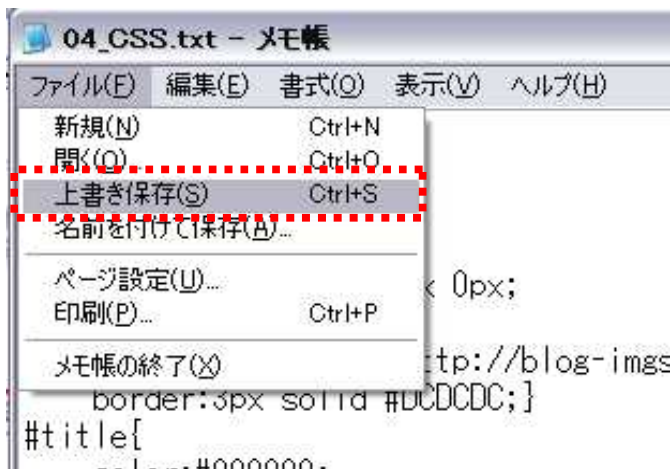 04_CSS.txt - メモ帳
ファイル(F) 編集(E) 書式(O) 表示(V) ヘルプ(H)
新規(N) Ctrl+N
開く(O)... Ctrl+O
上書き保存(S) Ctrl+S
名前を付けて保存(A)...
ページ設定(U)...
0px;
印刷(P)... Ctrl+P
メモ帳の終了(X)
tp://blog-imgs
border:3px solid #DCDCDC;}
#title{